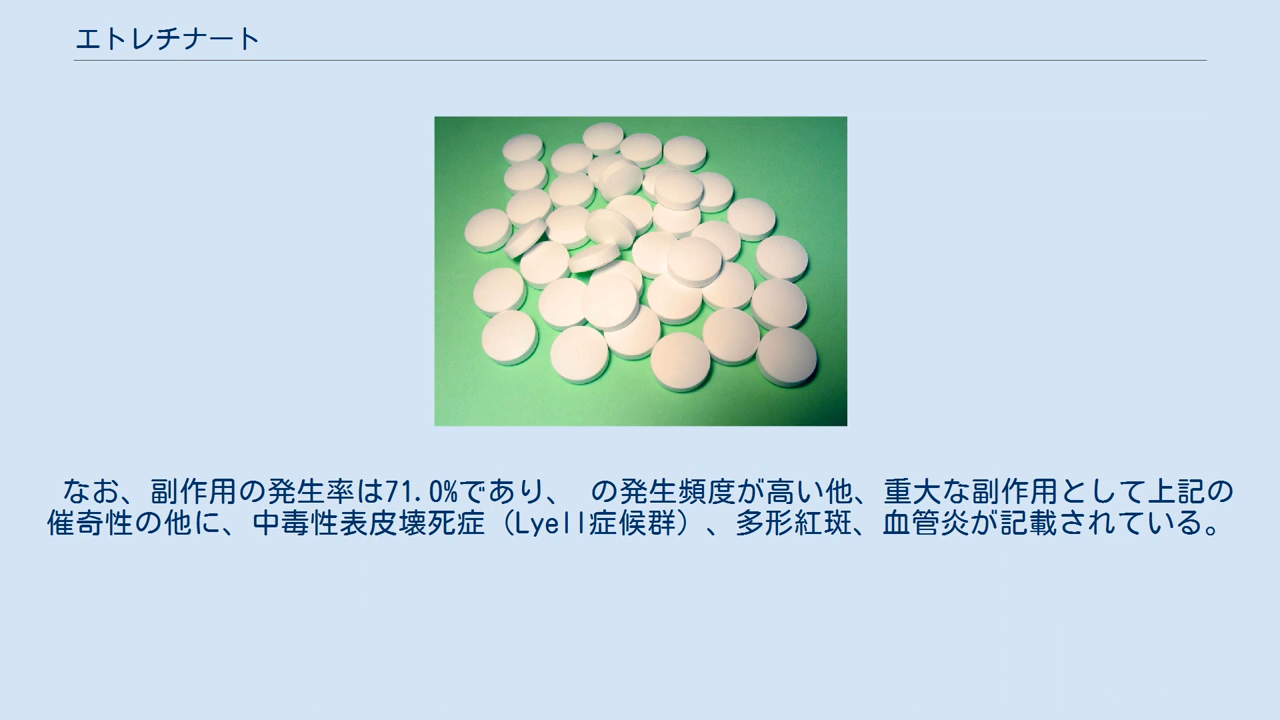 エトレチナート
なお、副作用の発生率は71.0%であり、 の発生頻度が高い他、重大な副作用として上記の
催奇性の他に、中毒性表皮壊死症（Lyell症候群）、多形紅斑、血管炎が記載されている。